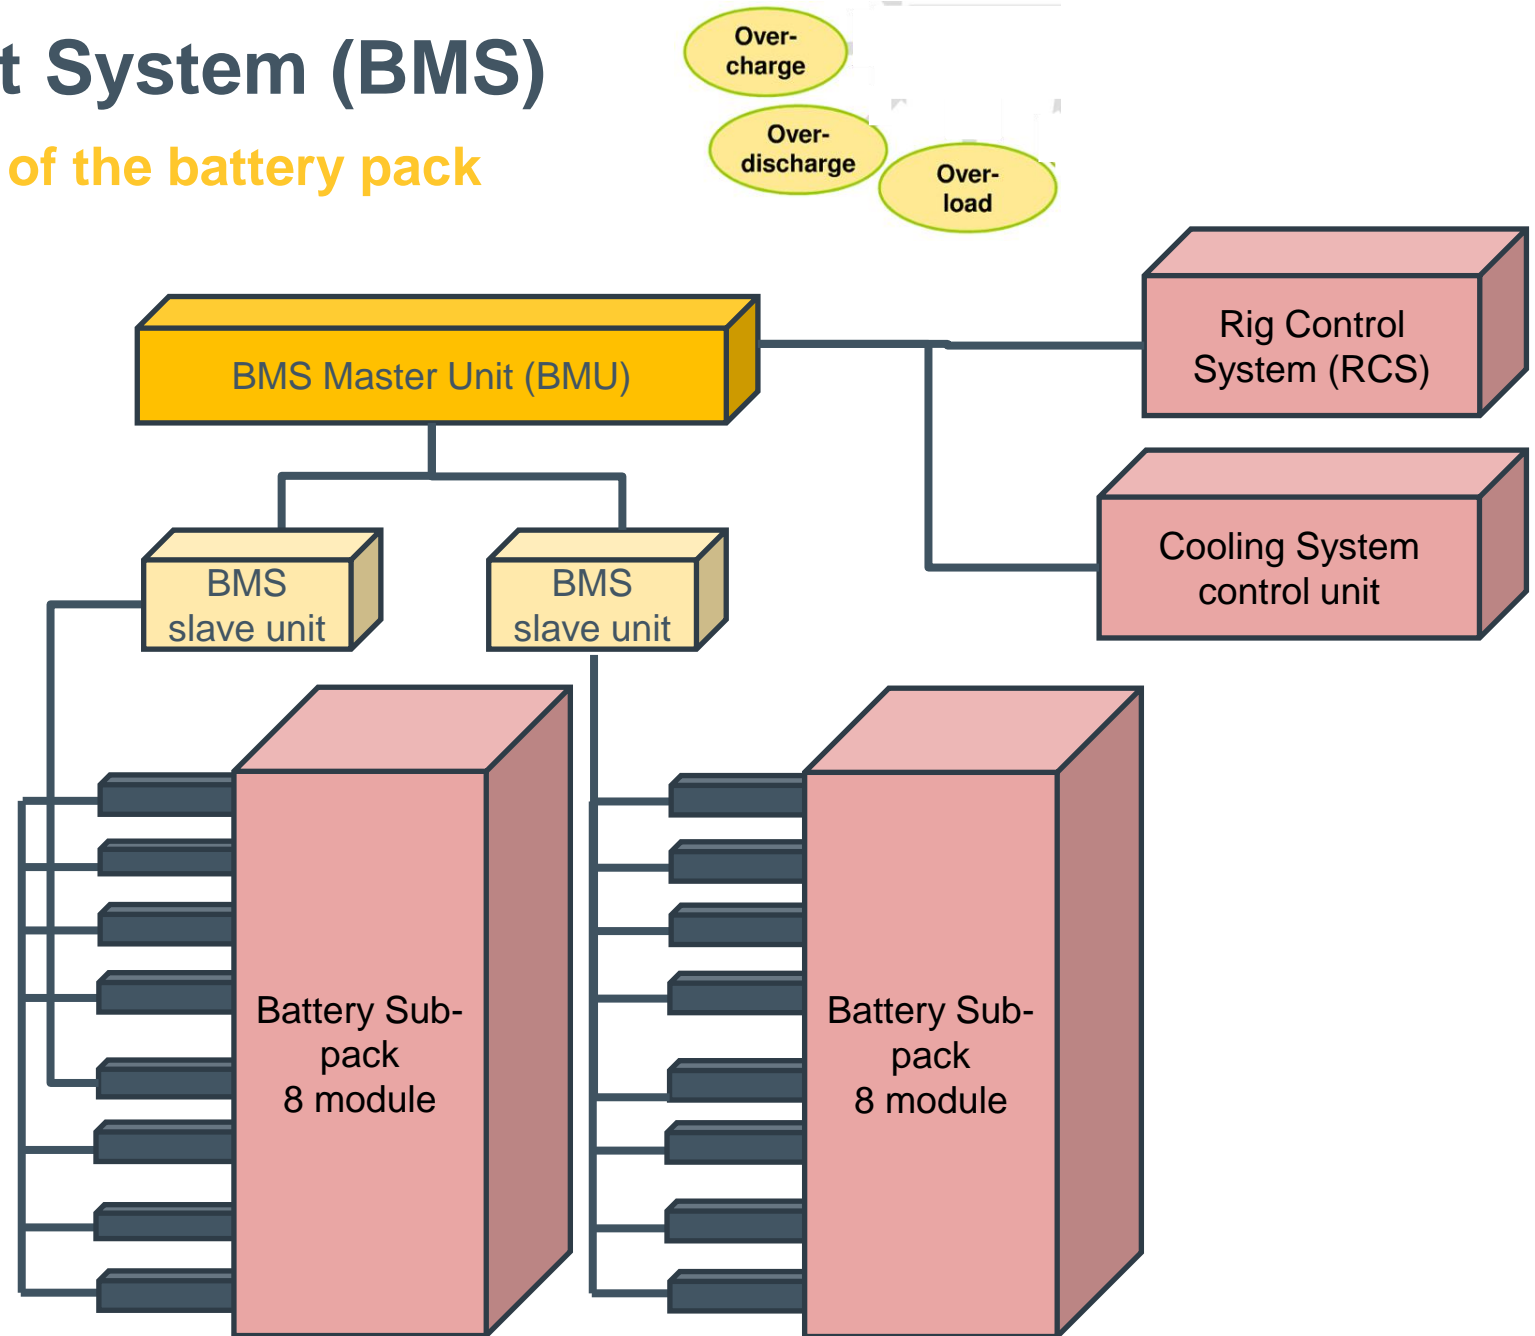 t System (BMS)
of the battery pack
Over-
charge
Over-
discharge
Over-
load
BMS Master Unit (BMU)
Rig Control
System (RCS)
Cooling System
control unit
BMS
slave unit
BMS
slave unit
Battery Sub-
pack
8 module
Battery Sub-
pack
8 module